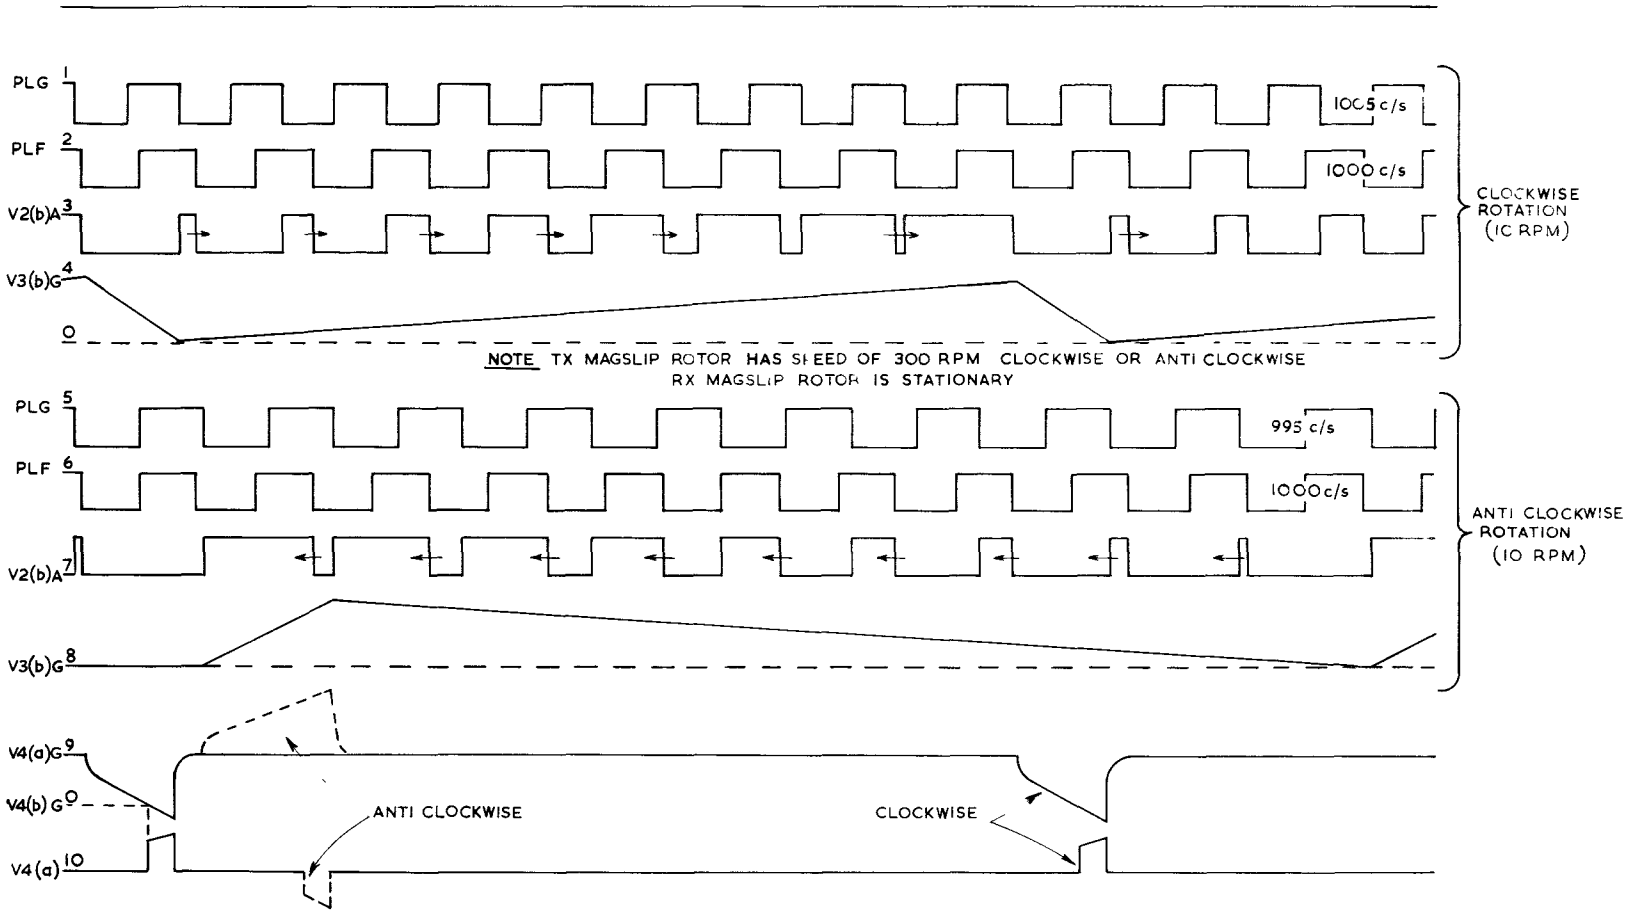 PLG 1
1005 c/s
PLF 2
1000 c/s
V2(b)A 3
V3(b)G 4
0
CLOCKWISE
ROTATION
(10 RPM)
NOTE TX MAGSLIP ROTOR HAS SPEED OF 300 RPM CLOCKWISE OR ANTI CLOCKWISE
RX MAGSLIP ROTOR IS STATIONARY
PLG 5
995 c/s
PLF 6
1000 c/s
V2(b)A 7
V3(b)G 8
ANTI CLOCKWISE
ROTATION
(10 RPM)
V4(a)G 9
V4(b)G 0
ANTI CLOCKWISE
CLOCKWISE
V4(a) 10